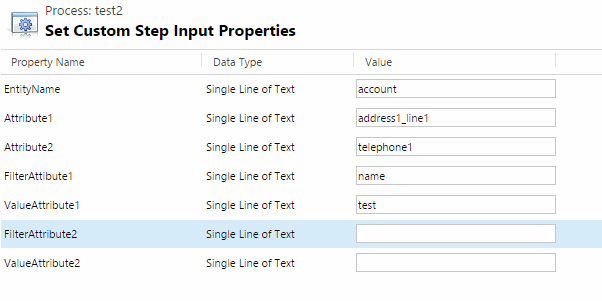 Process: test2
Set Custom Step Input Properties
Property Name Data Type Value
EntityName Single Line of Text account
Attribute1 Single Line of Text address1_line1
Attribute2 Single Line of Text telephone1
FilterAttibute1 Single Line of Text name
ValueAttribute1 Single Line of Text test
FilterAttribute2 Single Line of Text
ValueAttribute2 Single Line of Text